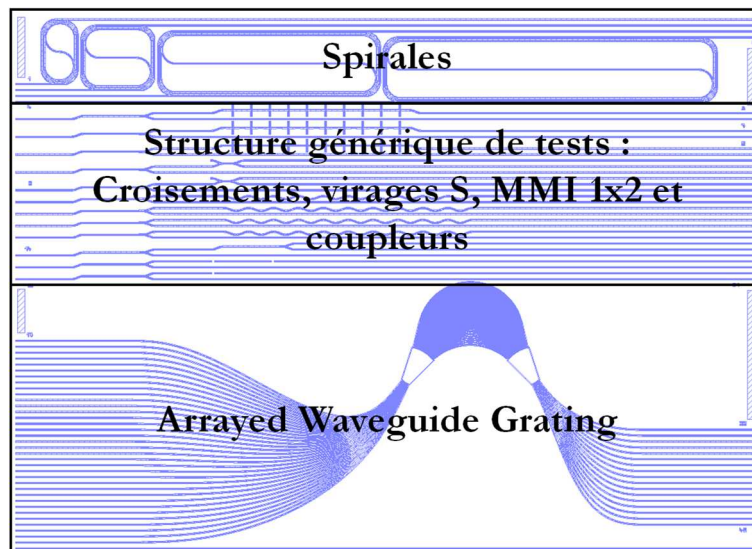 Spirales
Structure générique de tests :
Croisements, virages S, MMI 1x2 et
coupleurs
Arrayed Waveguide Grating